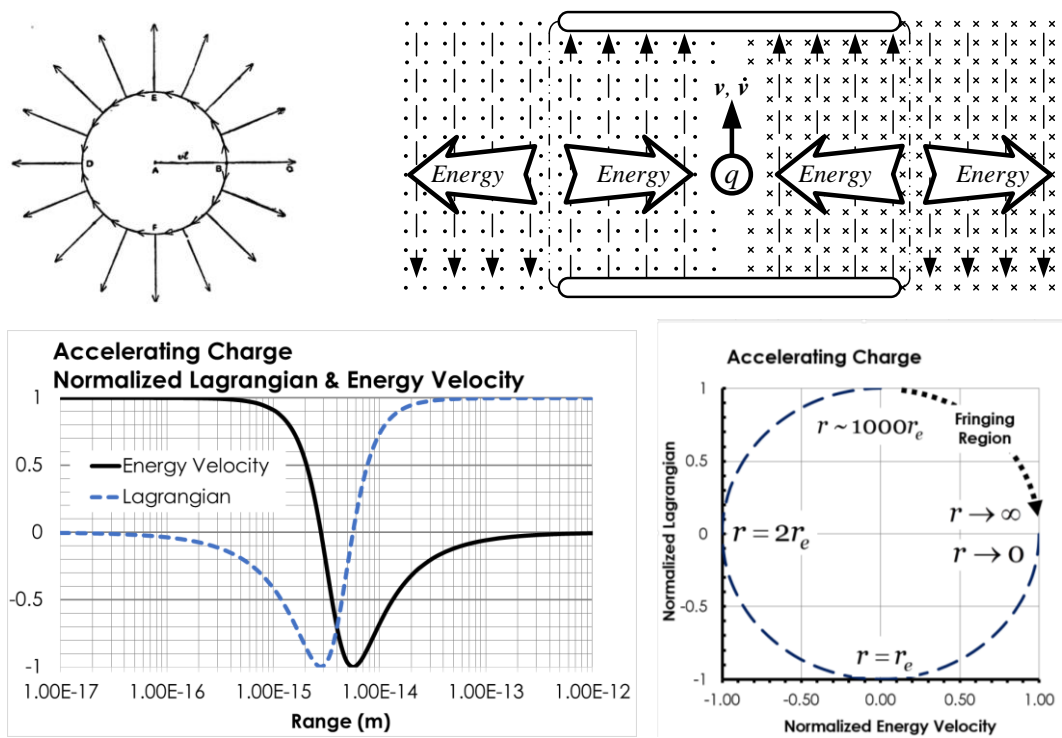 E
D
vt
A
B
G
F
v, v̇
Energy
Energy
q
Energy
Energy
Accelerating Charge
Normalized Lagrangian & Energy Velocity
1
0.5
0
-0.5
-1
Energy Velocity
Lagrangian
1.00E-17 1.00E-16 1.00E-15 1.00E-14 1.00E-13 1.00E-12
Range (m)
Accelerating Charge
Normalized Lagrangian
1
0.5
0
-0.5
-1
r ~ 1000rₑ
Fringing
Region
r → ∞
r = 2rₑ
r → 0
r = rₑ
-1.00 -0.50 0.00 0.50 1.00
Normalized Energy Velocity